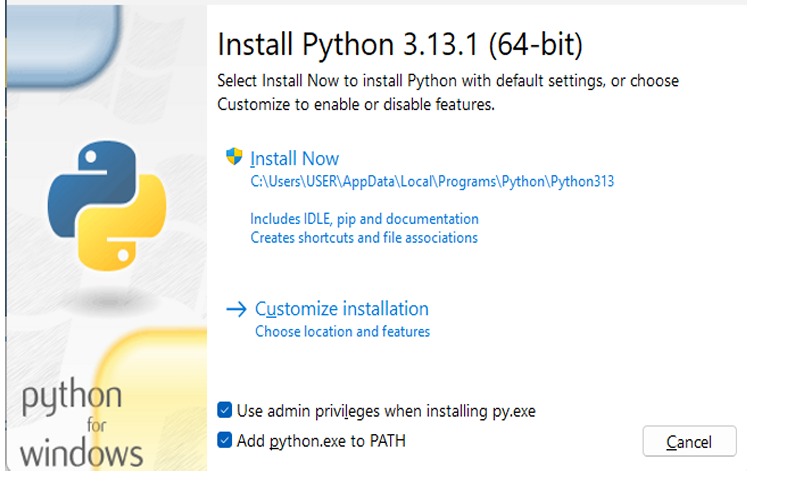 Install Python 3.13.1 (64-bit)
Select Install Now to install Python with default settings, or choose
Customize to enable or disable features.
Install Now
C:\Users\USER\AppData\Local\Programs\Python\Python313
Includes IDLE, pip and documentation
Creates shortcuts and file associations
Customize installation
Choose location and features
Use admin privileges when installing py.exe
Add python.exe to PATH
Cancel
python
for
windows